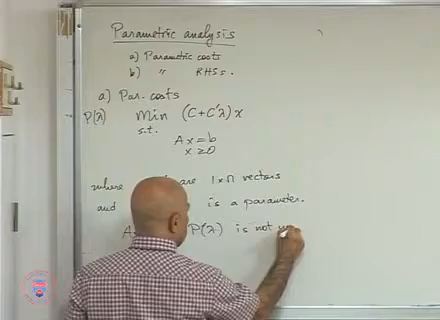 Parametric analysis
a) Parametric costs
b) " RHSs.
a) Par. costs
P(λ) Min (C+C'λ)x
s.t.
Ax = b
x ≥ 0
where are 1×n vectors
and is a parameter.
P(λ) is not